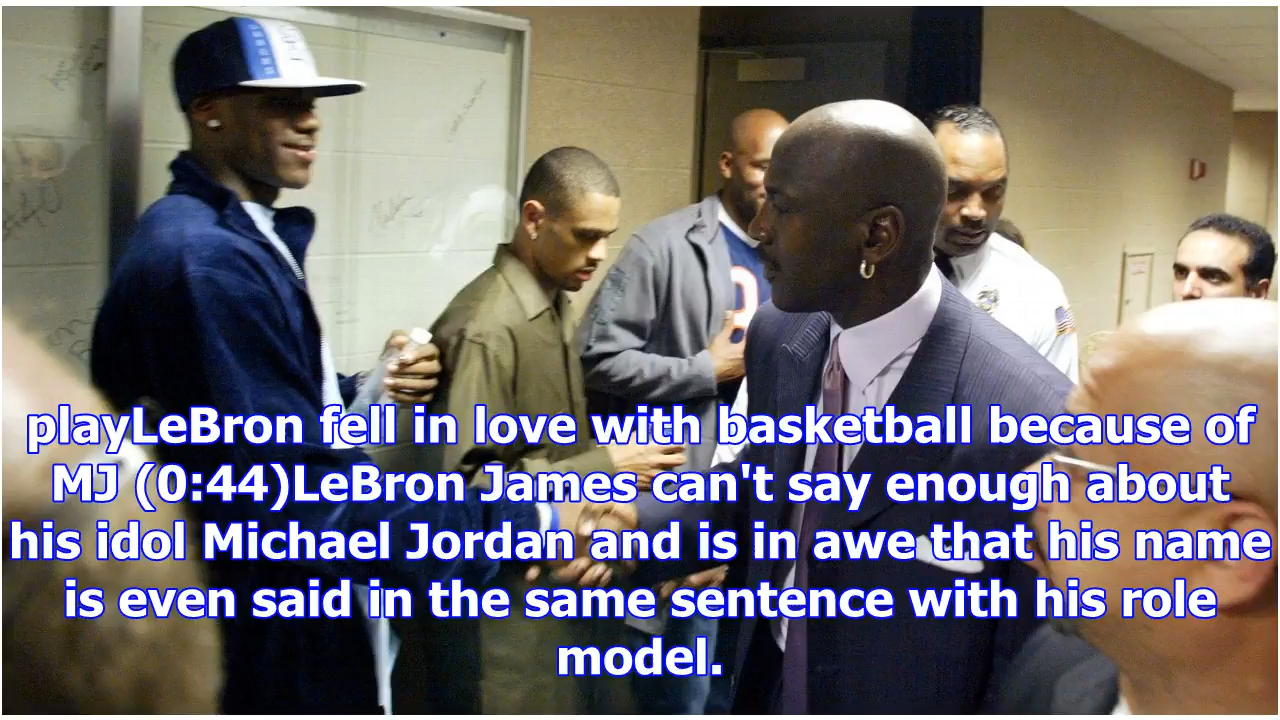 playLeBron fell in love with basketball because of
MJ (0:44)LeBron James can't say enough about
his idol Michael Jordan and is in awe that his name
is even said in the same sentence with his role
model.